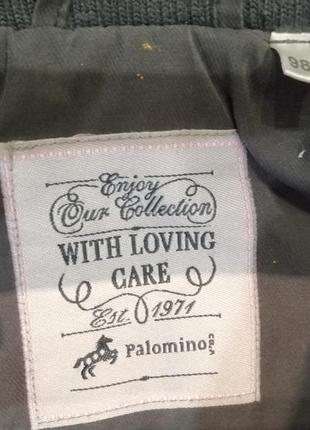 Enjoy
Our Collection
WITH LOVING
CARE
Est. 1971
Palomino
98